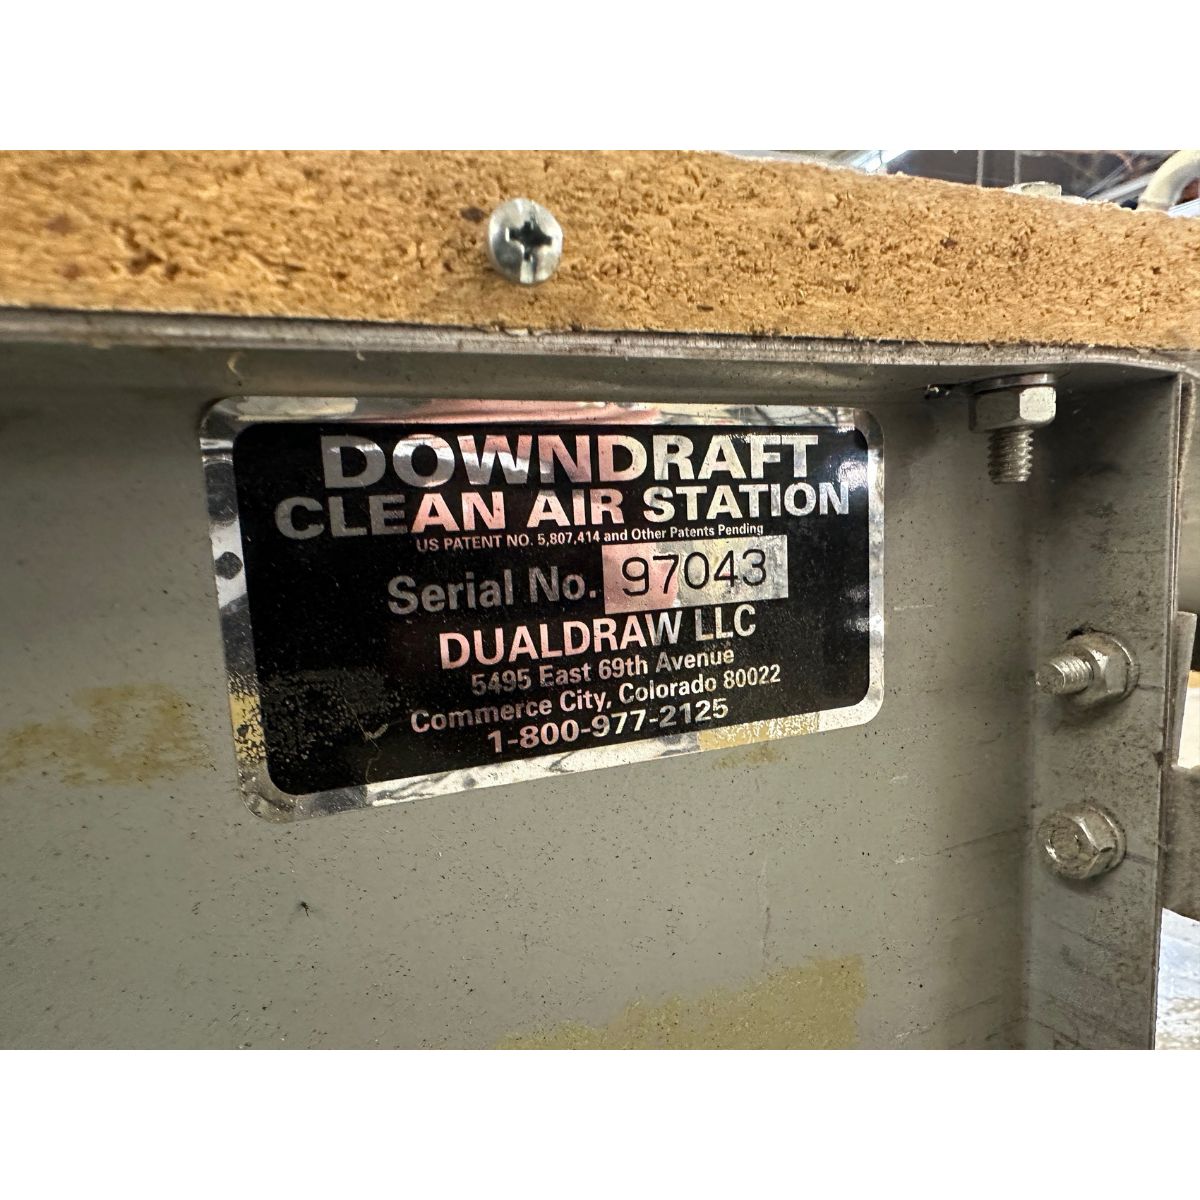 DOWNDRAFT
CLEAN AIR STATION
US PATENT NO. 5,807,414 and Other Patents Pending
Serial No. 97043
DUALDRAW LLC
5495 East 69th Avenue
Commerce City, Colorado 80022
1-800-977-2125